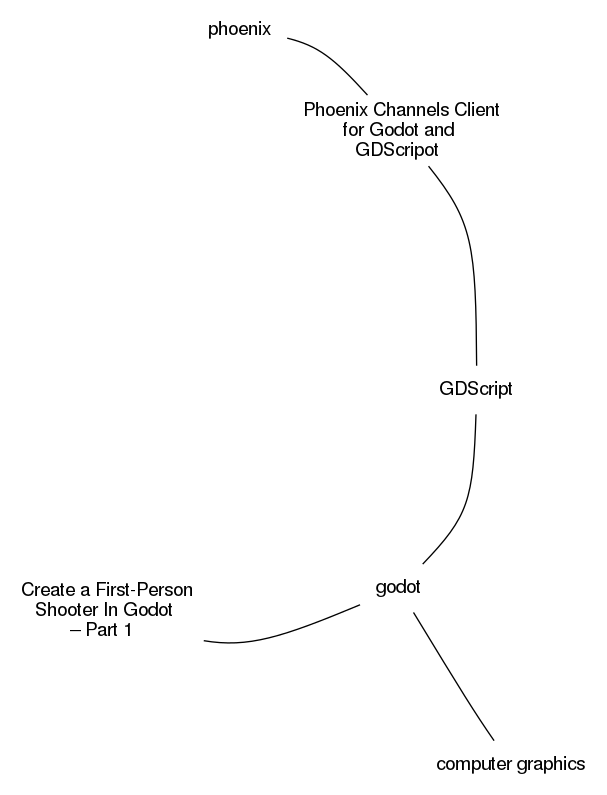 phoenix
Phoenix Channels Client
for Godot and
GDScripot
GDScript
godot
Create a First-Person
Shooter In Godot
– Part 1
computer graphics